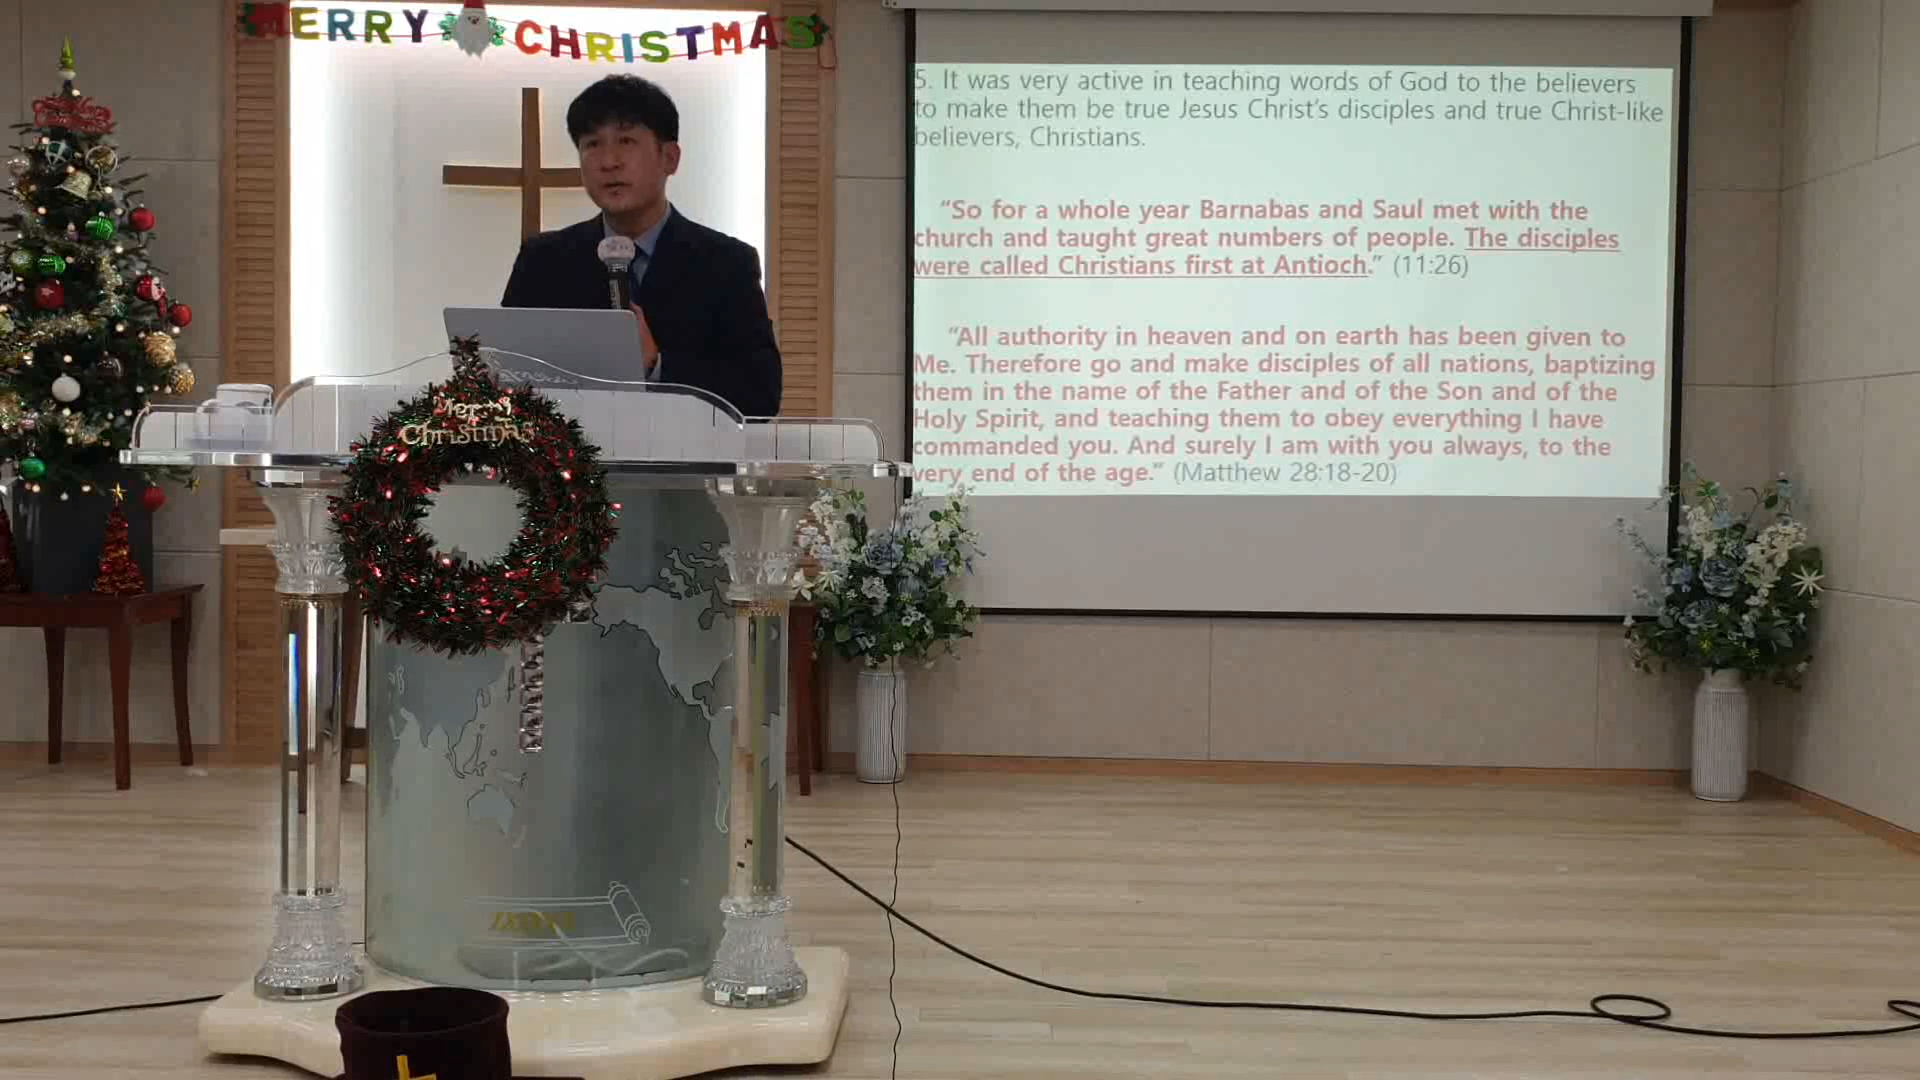 MERRY CHRISTMAS
5. It was very active in teaching words of God to the believers
to make them be true Jesus Christ's disciples and true Christ-like
believers, Christians.
“So for a whole year Barnabas and Saul met with the
church and taught great numbers of people. The disciples
were called Christians first at Antioch.” (11:26)
“All authority in heaven and on earth has been given to
Me. Therefore go and make disciples of all nations, baptizing
them in the name of the Father and of the Son and of the
Holy Spirit, and teaching them to obey everything I have
commanded you. And surely I am with you always, to the
very end of the age.” (Matthew 28:18-20)
Merry
Christmas